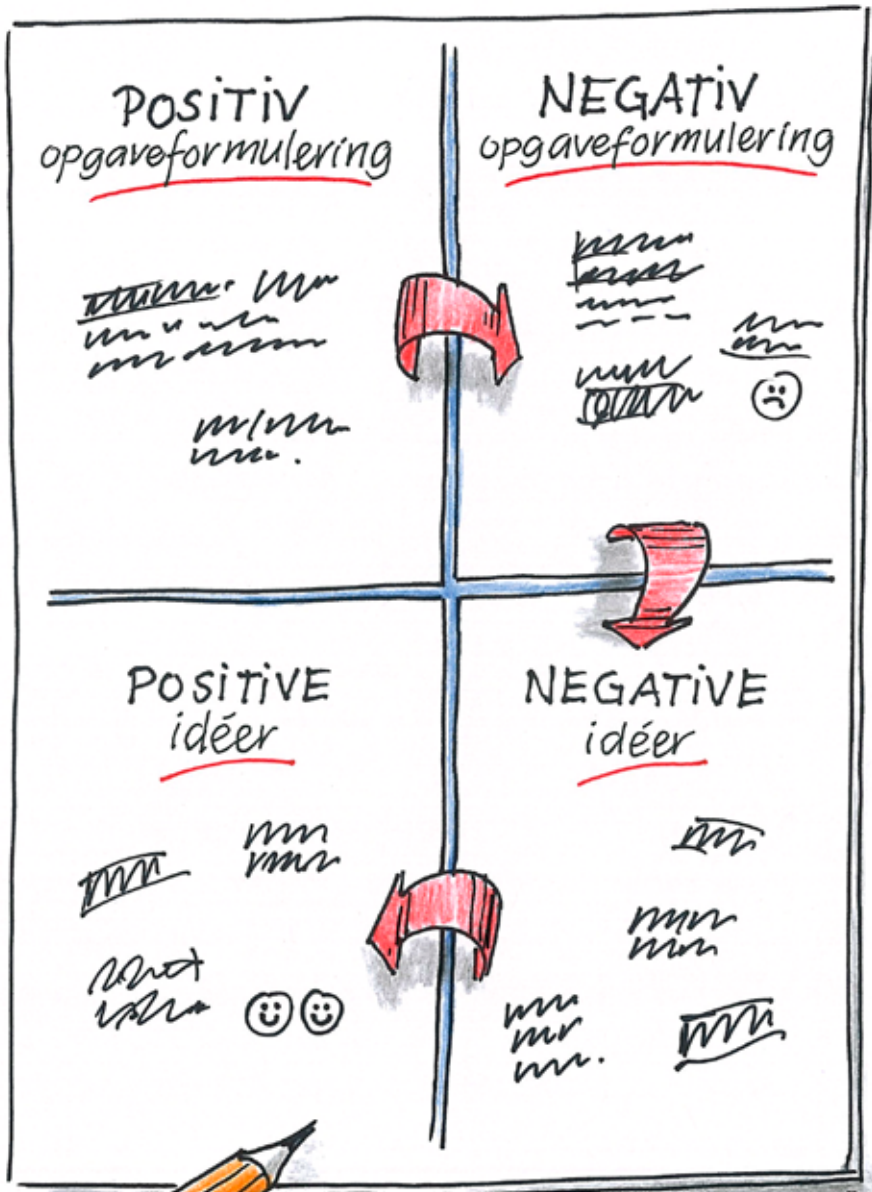 POSITIV
opgaveformulering
NEGATIV
opgaveformulering
POSITIVE
idéer
NEGATIVE
idéer